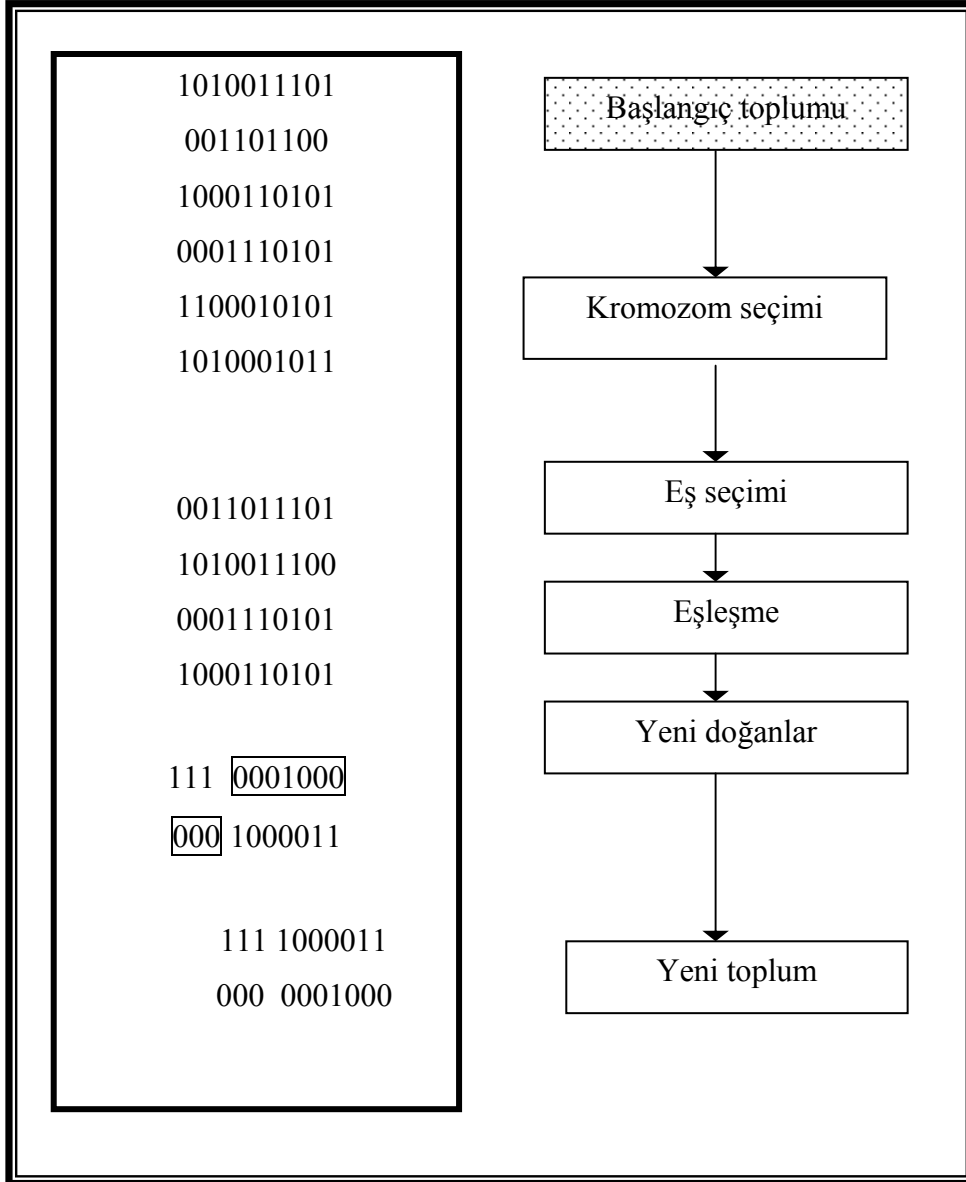 1010011101
001101100
1000110101
0001110101
1100010101
1010001011
0011011101
1010011100
0001110101
1000110101
111 0001000
000 1000011
111 1000011
000 0001000
Başlangıç toplumu
Kromozom seçimi
Eş seçimi
Eşleşme
Yeni doğanlar
Yeni toplum